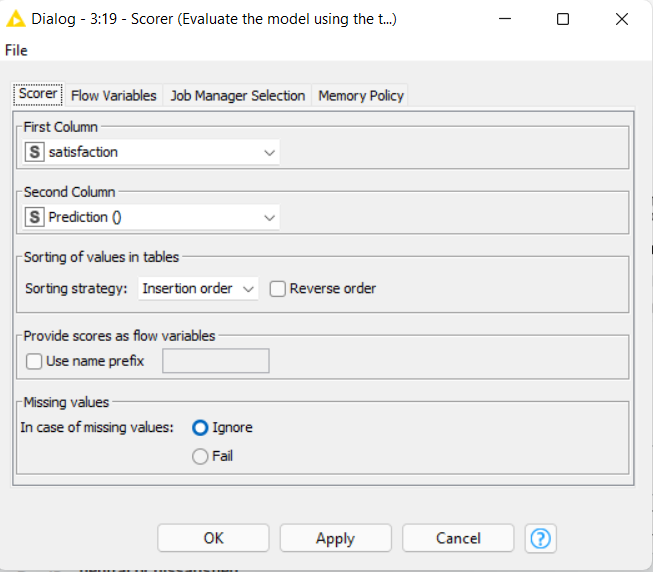 Dialog - 3:19 - Scorer (Evaluate the model using the t...)
File
Scorer Flow Variables Job Manager Selection Memory Policy
First Column
S satisfaction
Second Column
S Prediction ()
Sorting of values in tables
Sorting strategy: Insertion order Reverse order
Provide scores as flow variables
Use name prefix
Missing values
In case of missing values: Ignore
Fail
OK Apply Cancel ?